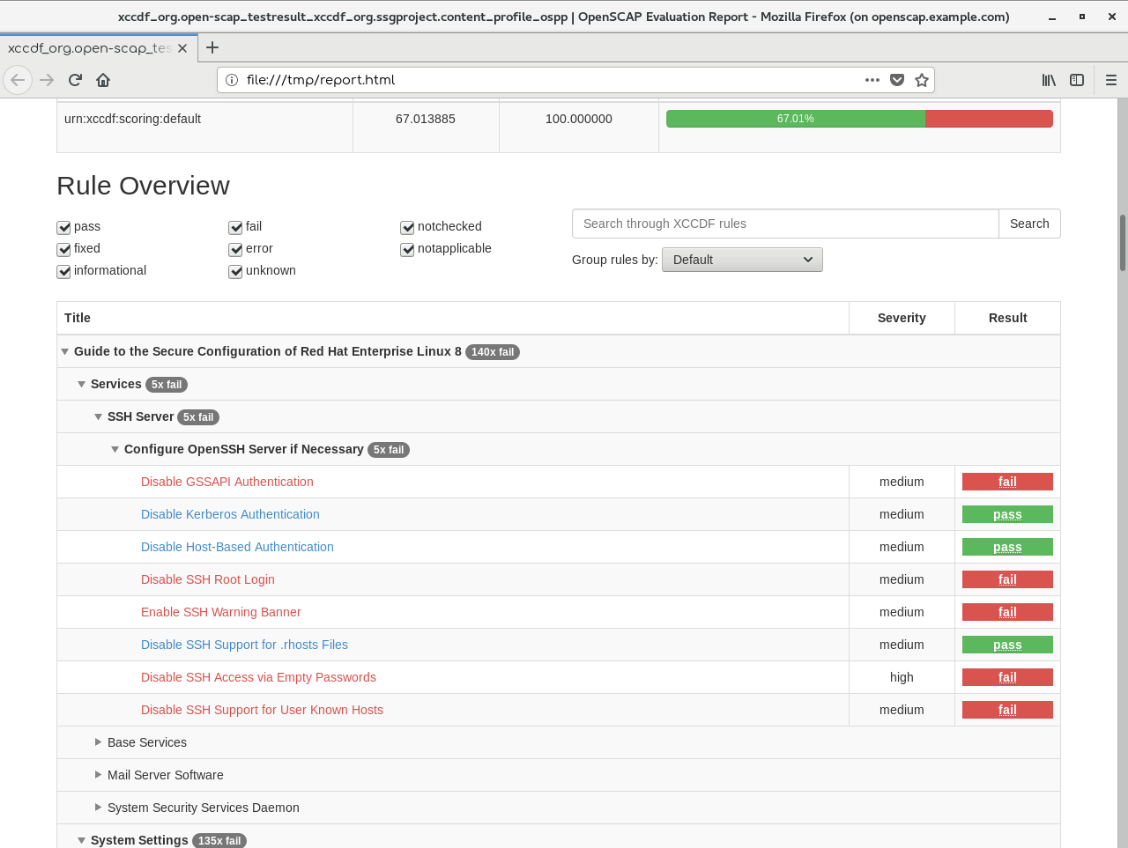 xccdf_org.open-scap_testresult_xccdf_org.ssgproject.content_profile_ospp | OpenSCAP Evaluation Report - Mozilla Firefox (on openscap.example.com)
xccdf_org.open-scap_tes
file:///tmp/report.html
urn:xccdf:scoring:default 67.013885 100.000000 67.01%
Rule Overview
pass fail notchecked
fixed error notapplicable
informational unknown
Search through XCCDF rules Search
Group rules by: Default
Title Severity Result
Guide to the Secure Configuration of Red Hat Enterprise Linux 8 140x fail
Services 5x fail
SSH Server 5x fail
Configure OpenSSH Server if Necessary 5x fail
Disable GSSAPI Authentication medium fail
Disable Kerberos Authentication medium pass
Disable Host-Based Authentication medium pass
Disable SSH Root Login medium fail
Enable SSH Warning Banner medium fail
Disable SSH Support for .rhosts Files medium pass
Disable SSH Access via Empty Passwords high fail
Disable SSH Support for User Known Hosts medium fail
Base Services
Mail Server Software
System Security Services Daemon
System Settings 135x fail